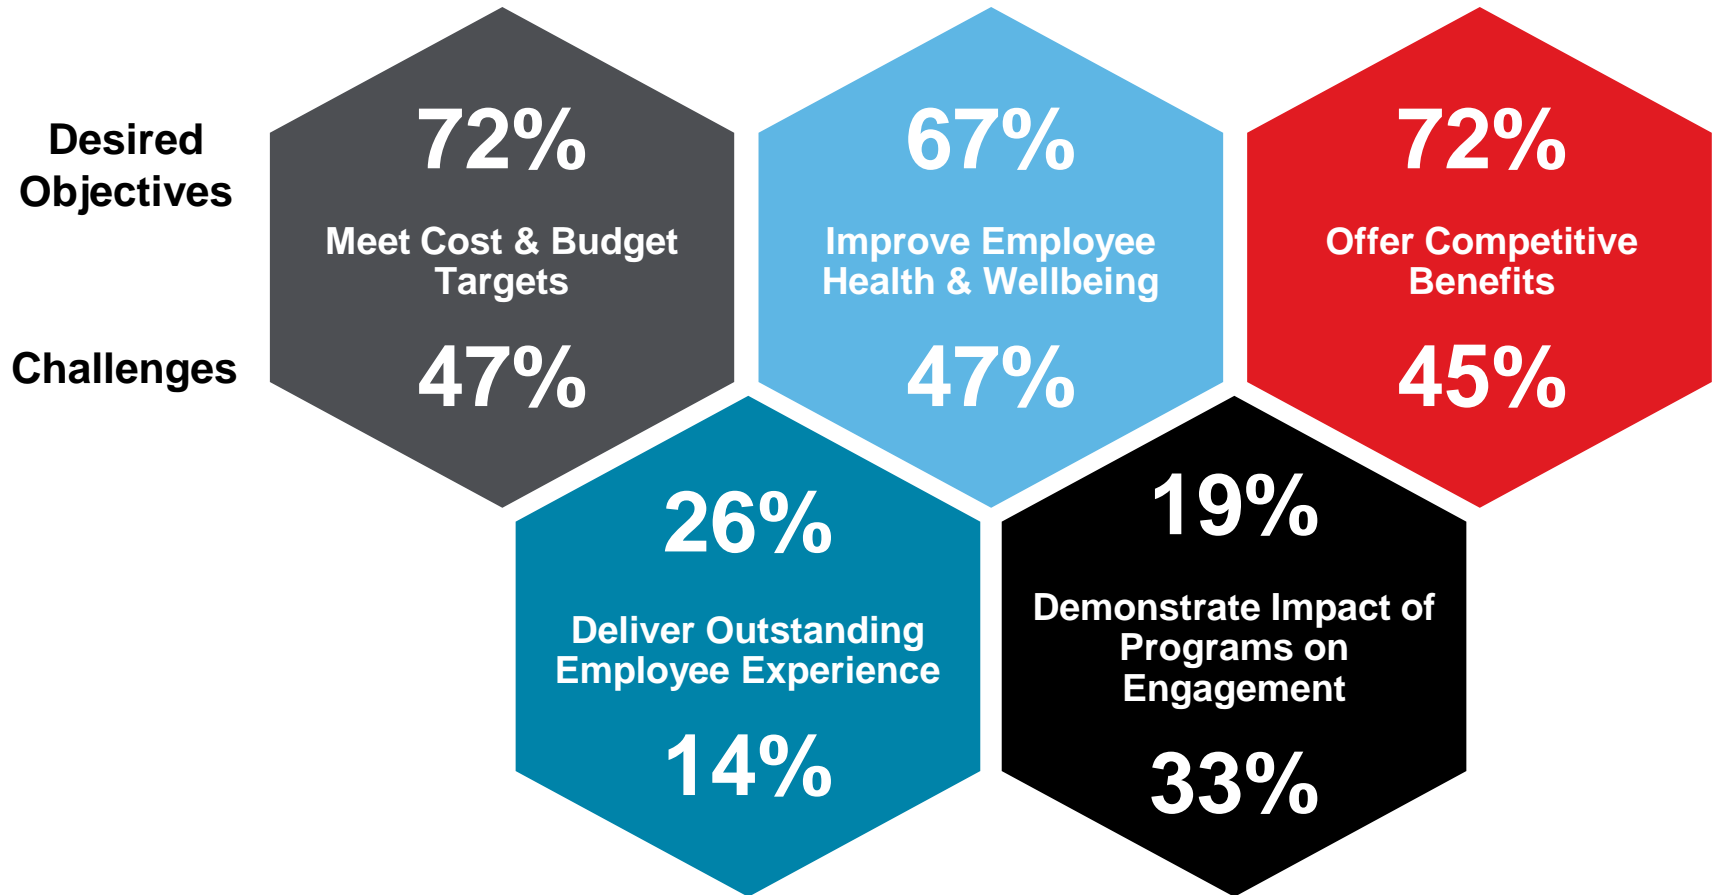 Desired
Objectives
Challenges
72%
Meet Cost & Budget
Targets
47%
67%
Improve Employee
Health & Wellbeing
47%
72%
Offer Competitive
Benefits
45%
26%
Deliver Outstanding
Employee Experience
14%
19%
Demonstrate Impact of
Programs on
Engagement
33%